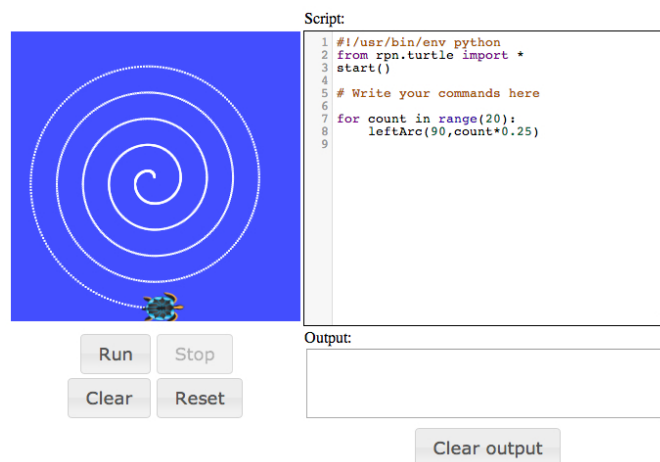 Script:
1 #!/usr/bin/env python
2 from rpn.turtle import *
3 start()
4
5 # Write your commands here
6
7 for count in range(20):
8     leftArc(90,count*0.25)
9
Run Stop
Clear Reset
Output:
Clear output